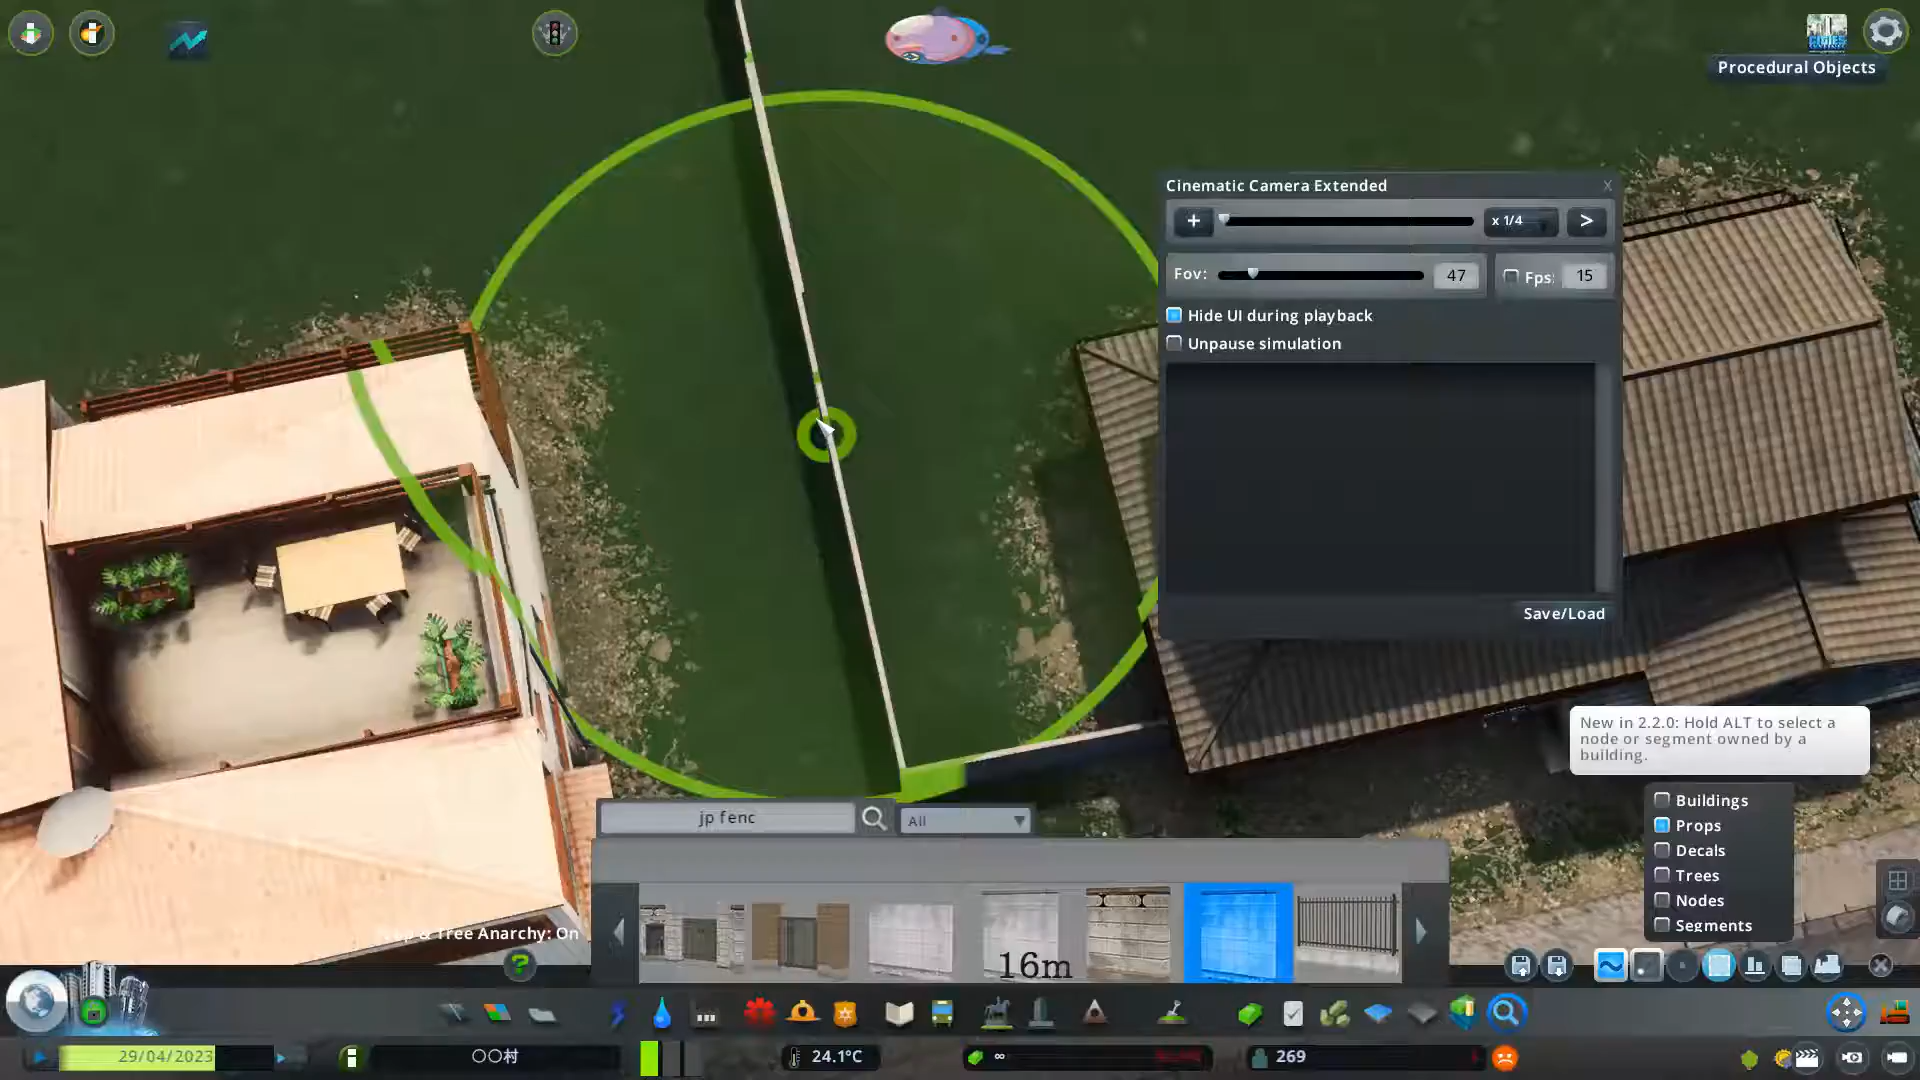 Procedural Objects
Cinematic Camera Extended
X
+
x 1/4
>
Fov:
47
Fps:
15
Hide UI during playback
Unpause simulation
Save/Load
New in 2.2.0: Hold ALT to select a
node or segment owned by a
building.
jp fenc
All
Buildings
Props
Decals
Trees
Nodes
Segments
Tree Anarchy: On
?
16m
29/04/2023
〇〇村
24.1°C
∞
269